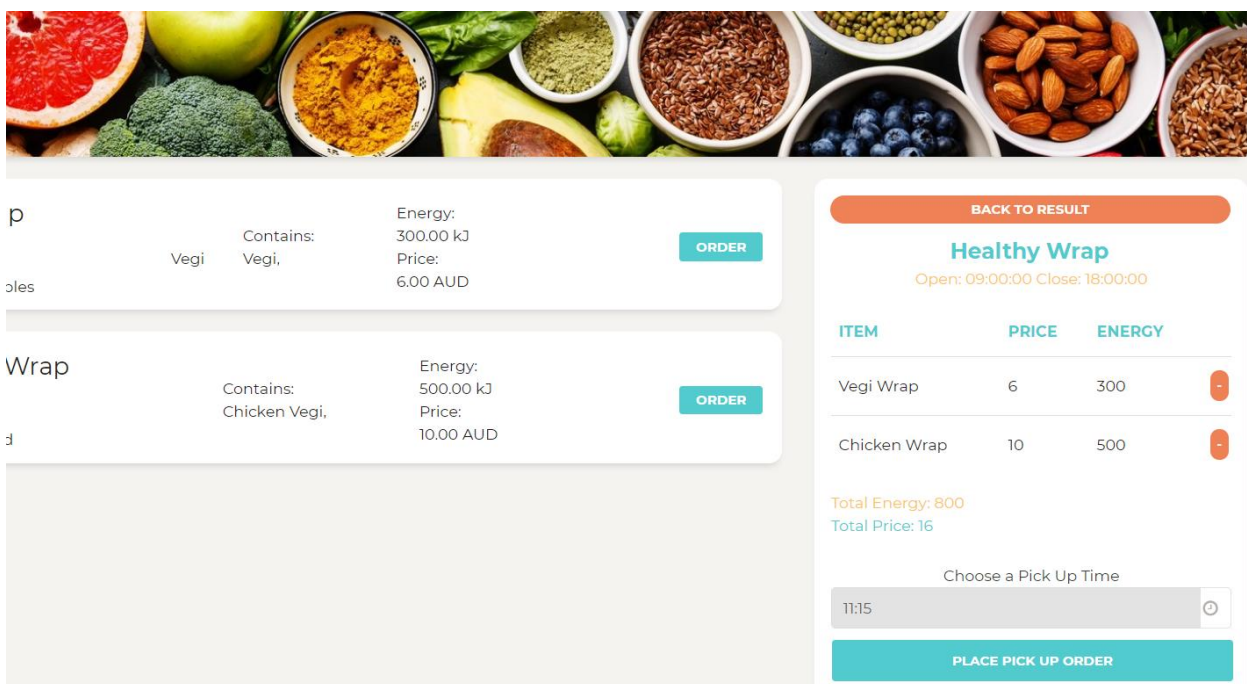 p
Vegi
oles
Contains:
Vegi,
Energy:
300.00 kJ
Price:
6.00 AUD
ORDER
Wrap
d
Contains:
Chicken Vegi,
Energy:
500.00 kJ
Price:
10.00 AUD
ORDER
BACK TO RESULT
Healthy Wrap
Open: 09:00:00 Close: 18:00:00
ITEM PRICE ENERGY
Vegi Wrap 6 300 -
Chicken Wrap 10 500 -
Total Energy: 800
Total Price: 16
Choose a Pick Up Time
11:15
PLACE PICK UP ORDER